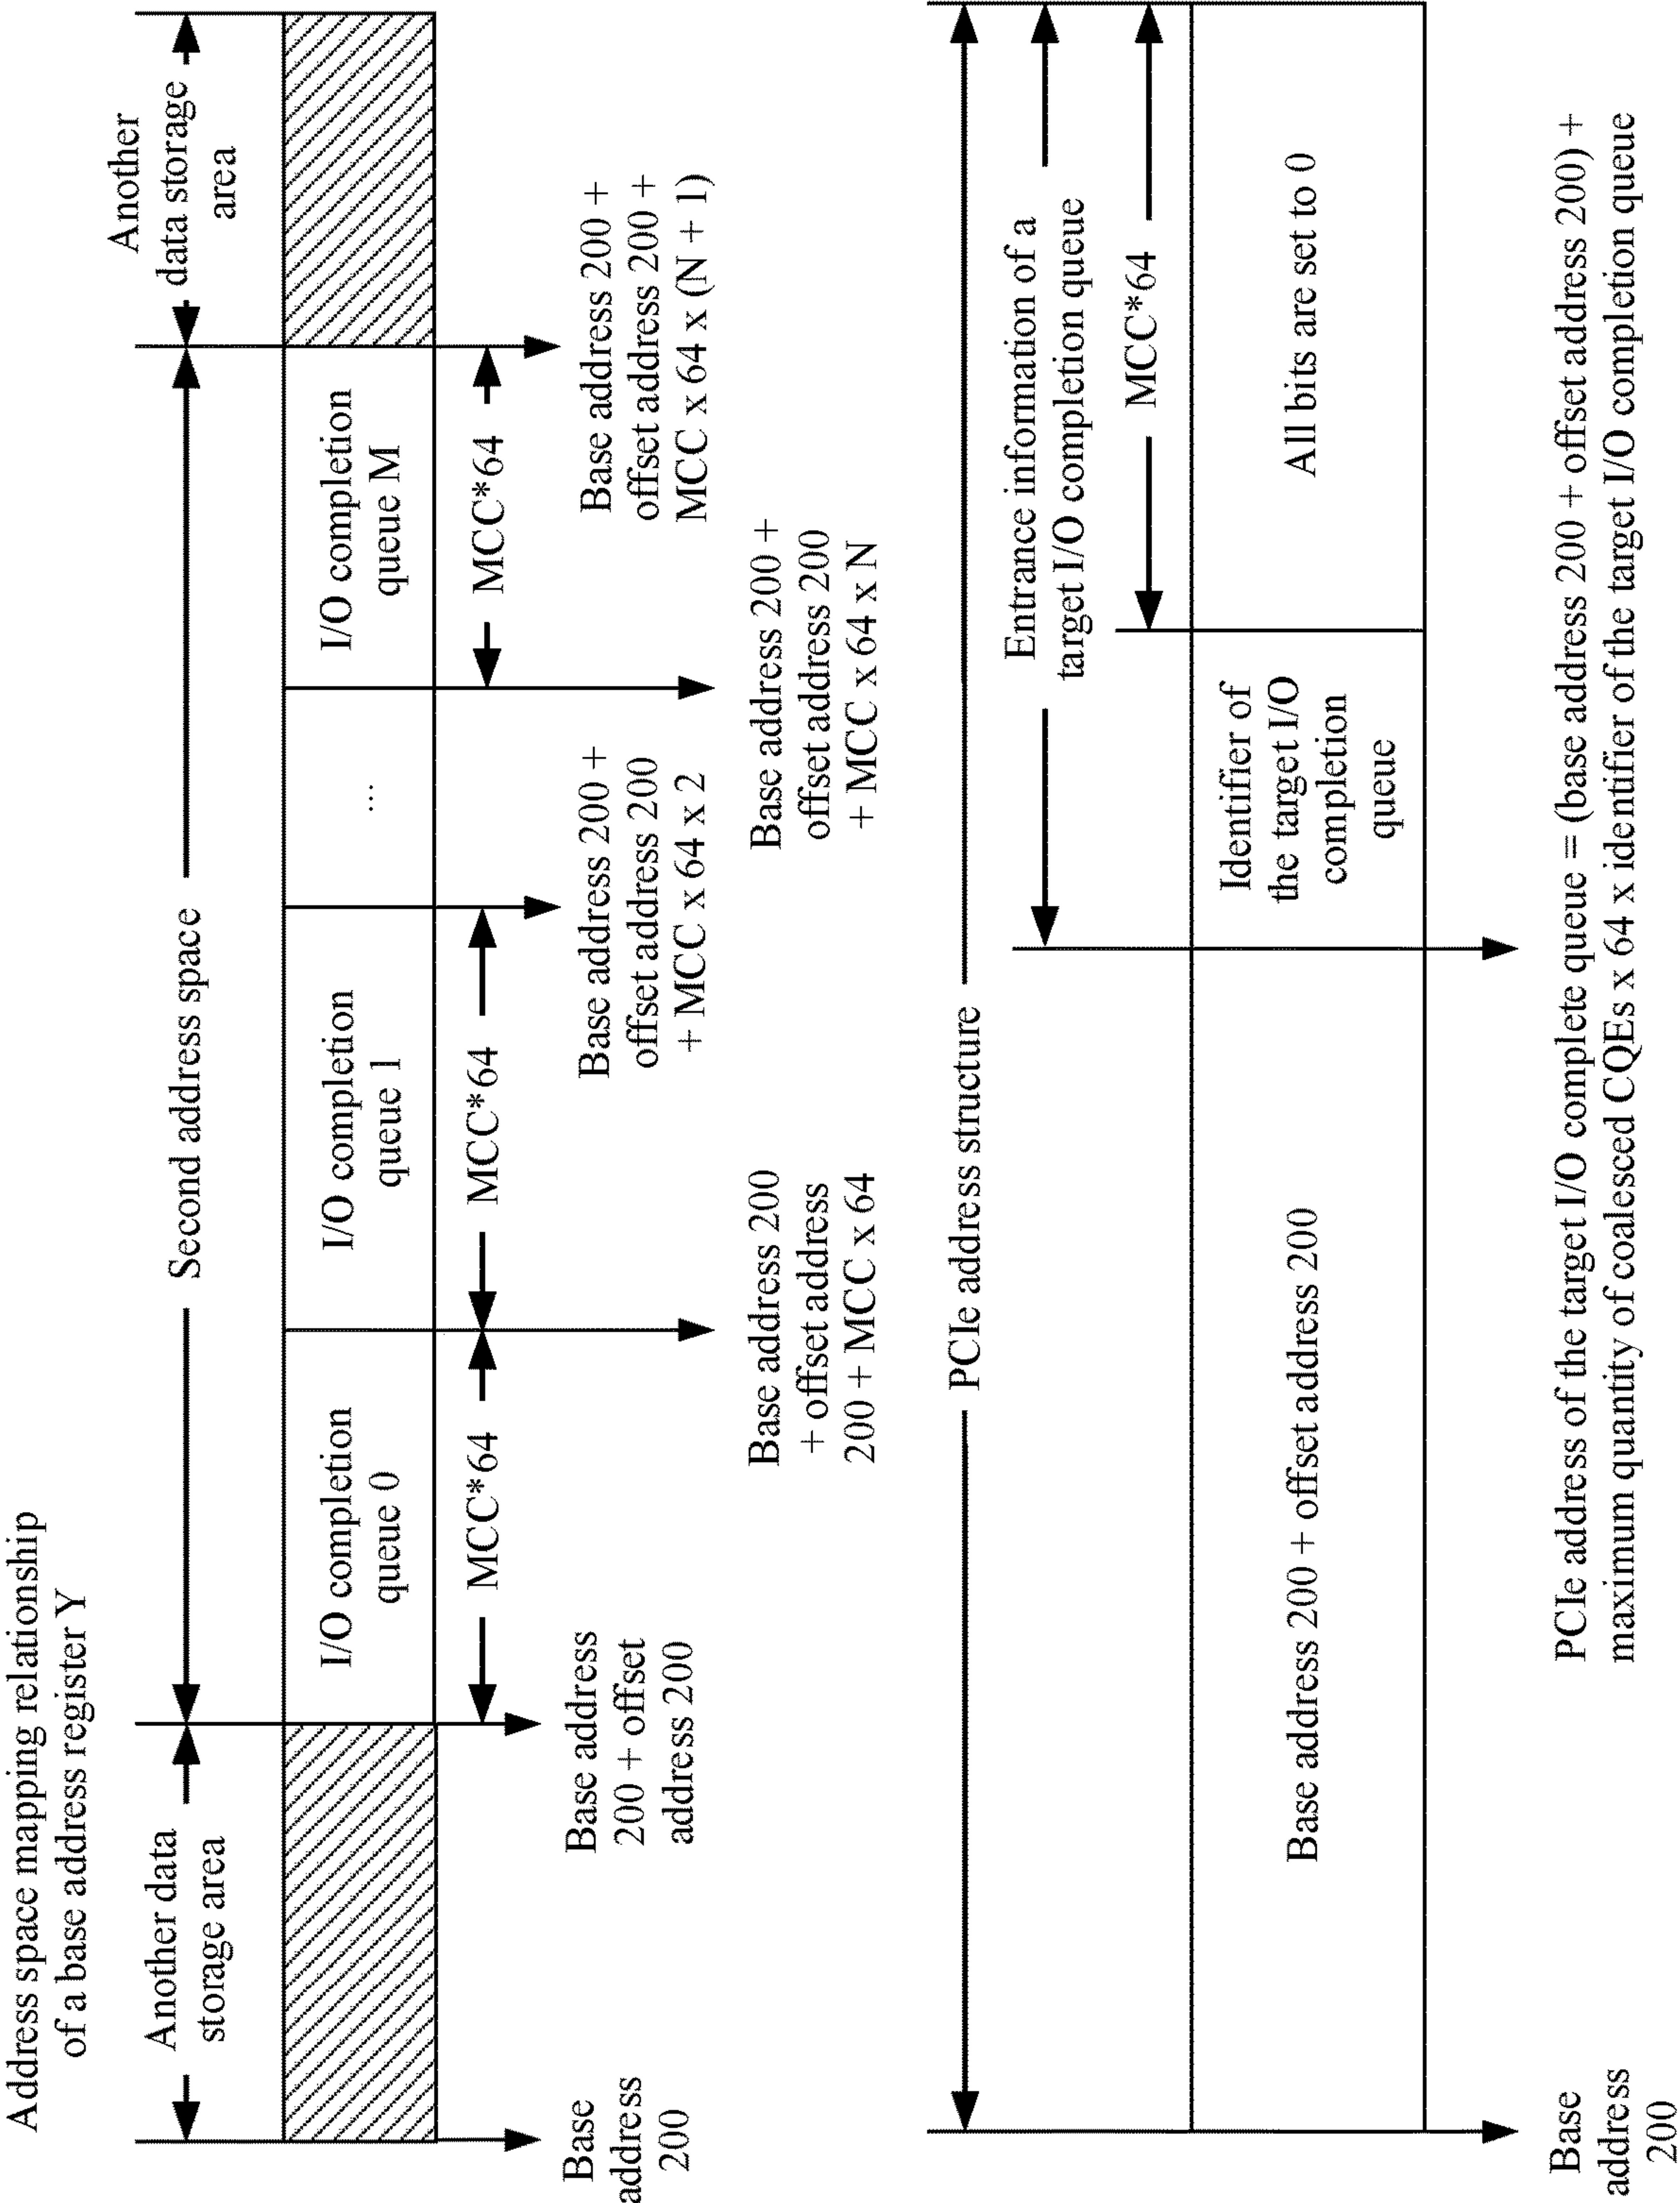 Address space mapping relationship
of a base address register Y
Another data
storage area
Second address space
Another
data storage
area
I/O completion
queue 0
I/O completion
queue 1
...
I/O completion
queue M
MCC*64
MCC*64
MCC*64
Base
address
200
Base address
200 + offset
address 200
Base address 200
+ offset address
200 + MCC x 64
Base address 200 +
offset address 200
+ MCC x 64 x 2
Base address 200 +
offset address 200
+ MCC x 64 x N
Base address 200 +
offset address 200 +
MCC x 64 x (N + 1)
PCIe address structure
Entrance information of a
target I/O completion queue
MCC*64
Base address 200 + offset address 200
Identifier of
the target I/O
completion
queue
All bits are set to 0
Base
address
200
PCIe address of the target I/O complete queue = (base address 200 + offset address 200) +
maximum quantity of coalesced CQEs x 64 x identifier of the target I/O completion queue